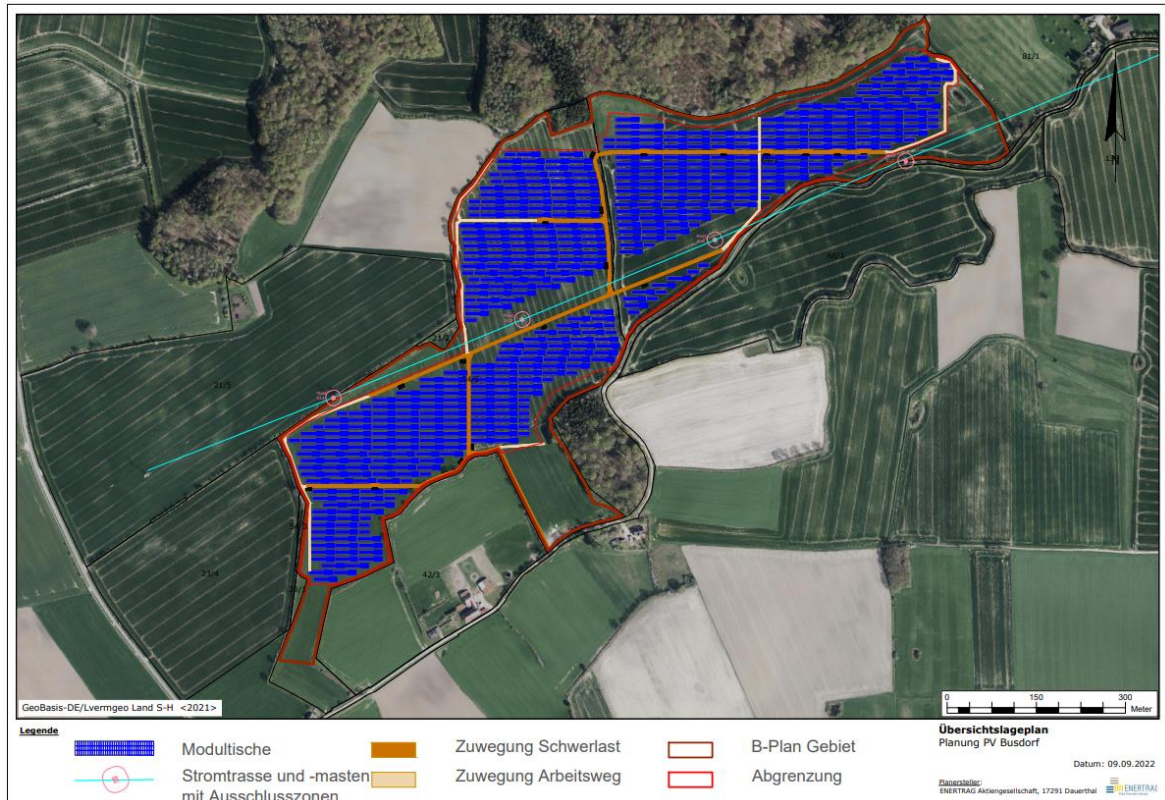 81/1
66/1
21/2
21/5
21/4
42/3
GeoBasis-DE/Lvermgeo Land S-H <2021>
0 150 300
Meter
Legende
Modultische
Stromtrasse und -masten
mit Ausschlusszonen
Zuwegung Schwerlast
Zuwegung Arbeitsweg
B-Plan Gebiet
Abgrenzung
Übersichtslageplan
Planung PV Busdorf
Datum: 09.09.2022
Planersteller:
ENERTRAG Aktiengesellschaft, 17291 Dauerthal
ENERTRAG